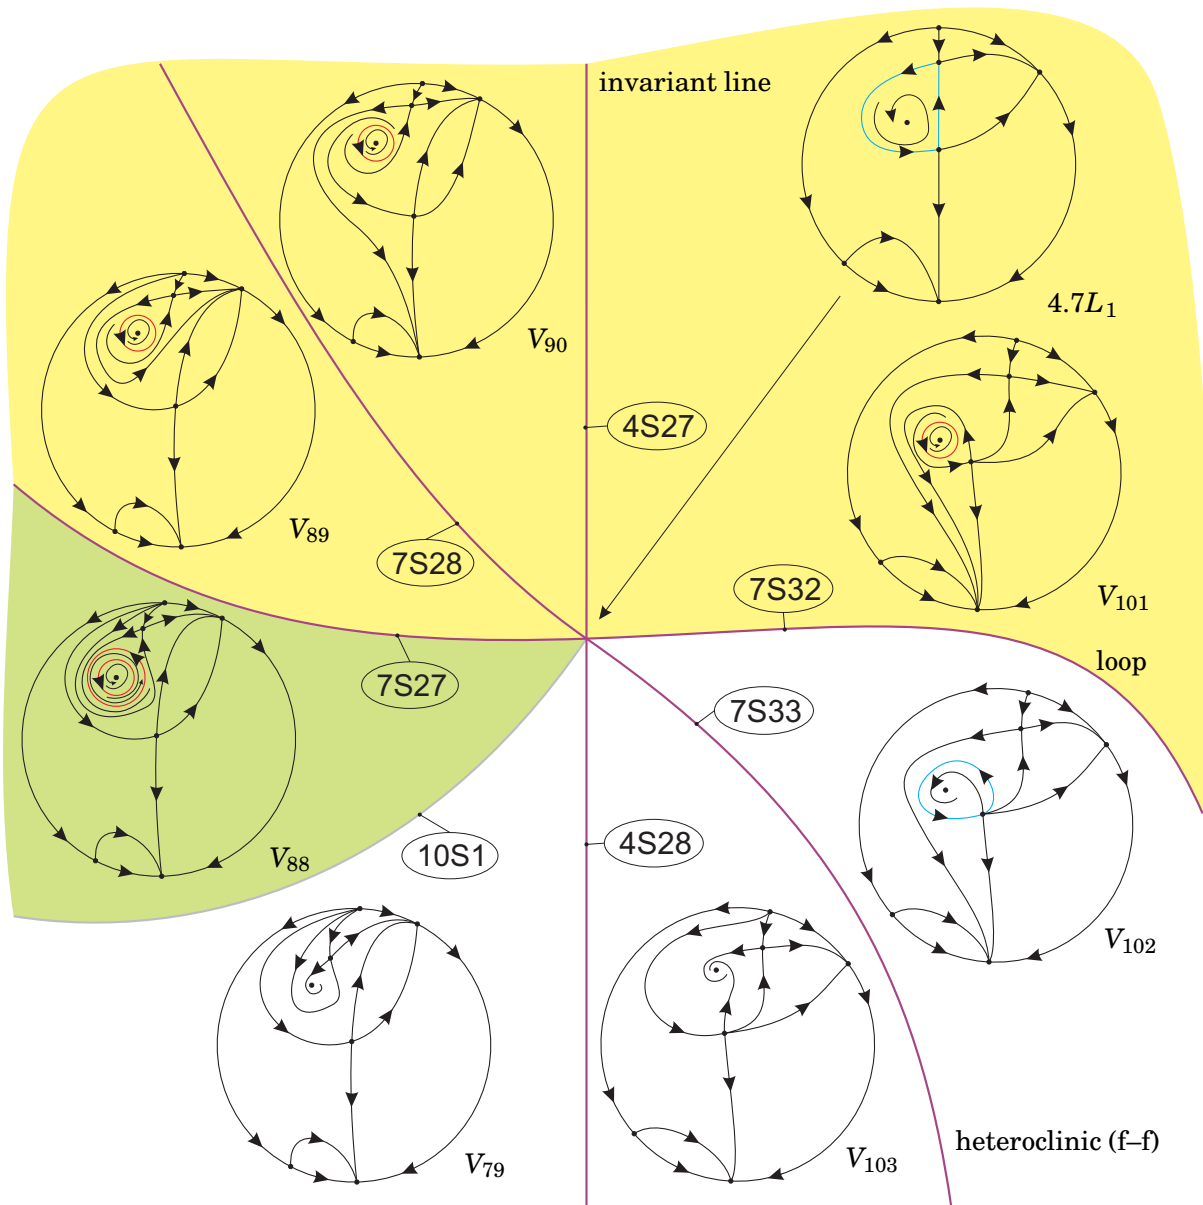 invariant line
4.7L₁
V₉₀
4S27
V₈₉
7S28
7S32
V₁₀₁
loop
7S27
7S33
V₈₈
10S1
4S28
V₁₀₂
V₇₉
V₁₀₃
heteroclinic (f–f)